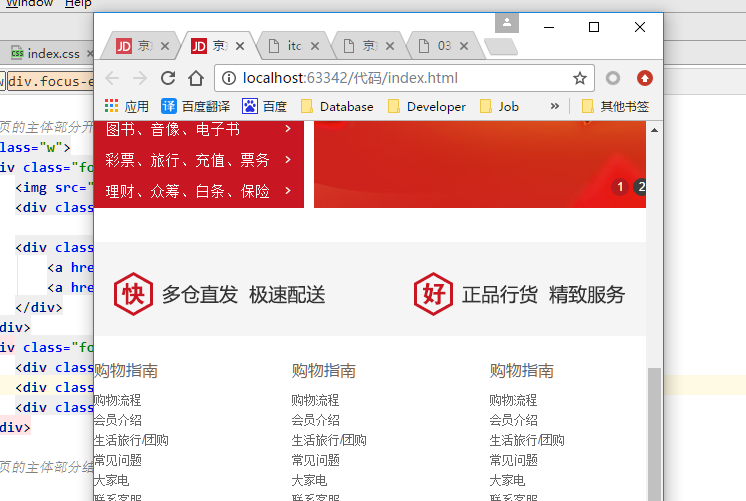 Window Help
index.css
div.focus-e
JD 京 JD 京 itc 京 03
localhost:63342/代码/index.html
应用 译 百度翻译 百度 Database Developer Job » 其他书签
页的主体部分开
lass="w">
iv class="fo
<img src="
<div class
<div clas
<a hre
<a hre
</div>
div>
iv class="fo
<div class
<div class
<div class
div>
页的主体部分结
图书、音像、电子书 >
彩票、旅行、充值、票务 >
理财、众筹、白条、保险 >
1 2
快 多仓直发 极速配送 好 正品行货 精致服务
购物指南 购物指南 购物指南
购物流程 购物流程 购物流程
会员介绍 会员介绍 会员介绍
生活旅行/团购 生活旅行/团购 生活旅行/团购
常见问题 常见问题 常见问题
大家电 大家电 大家电
联系客服 联系客服 联系客服